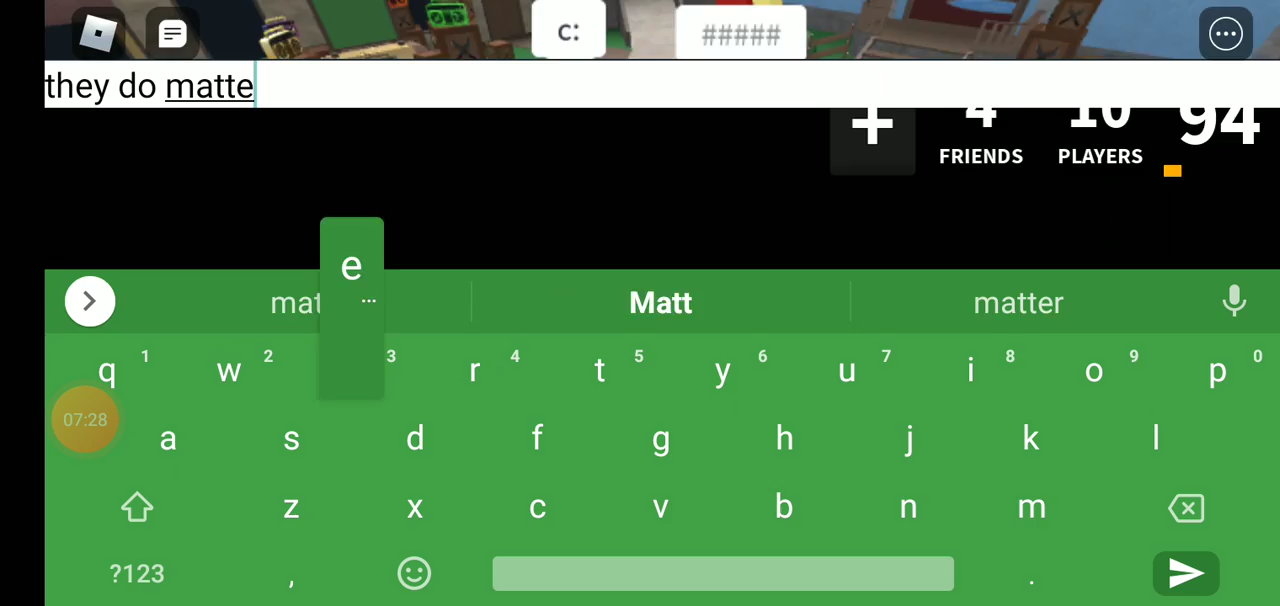 C:
#####
they do matte
+ 4 10 94
FRIENDS PLAYERS
e
...
Matt matter
q 1 w 2 3 r 4 t 5 y 6 u 7 i 8 o 9 p 0
07:28
a s d f g h j k l
z x c v b n m
?123 , .